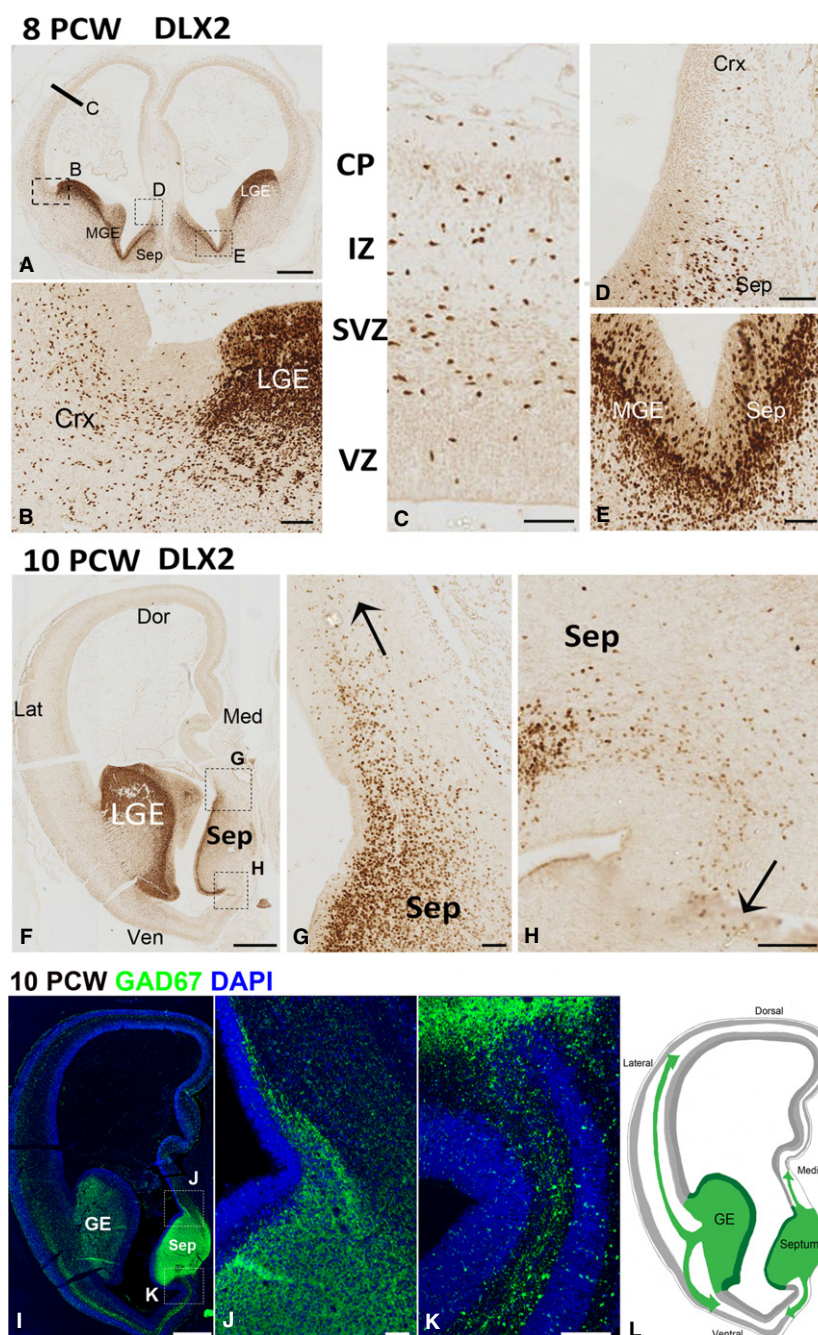 8 PCW DLX2
C
B
D
LGE
MGE
Sep
E
A
Crx
LGE
B
CP
IZ
SVZ
VZ
C
Crx
Sep
D
MGE
Sep
E
10 PCW DLX2
Dor
Lat
Med
G
LGE
Sep
H
Ven
F
Sep
G
Sep
H
10 PCW GAD67 DAPI
J
GE
Sep
K
I
J
K
Dorsal
Lateral
Medi
GE
Septum
Ventral
L